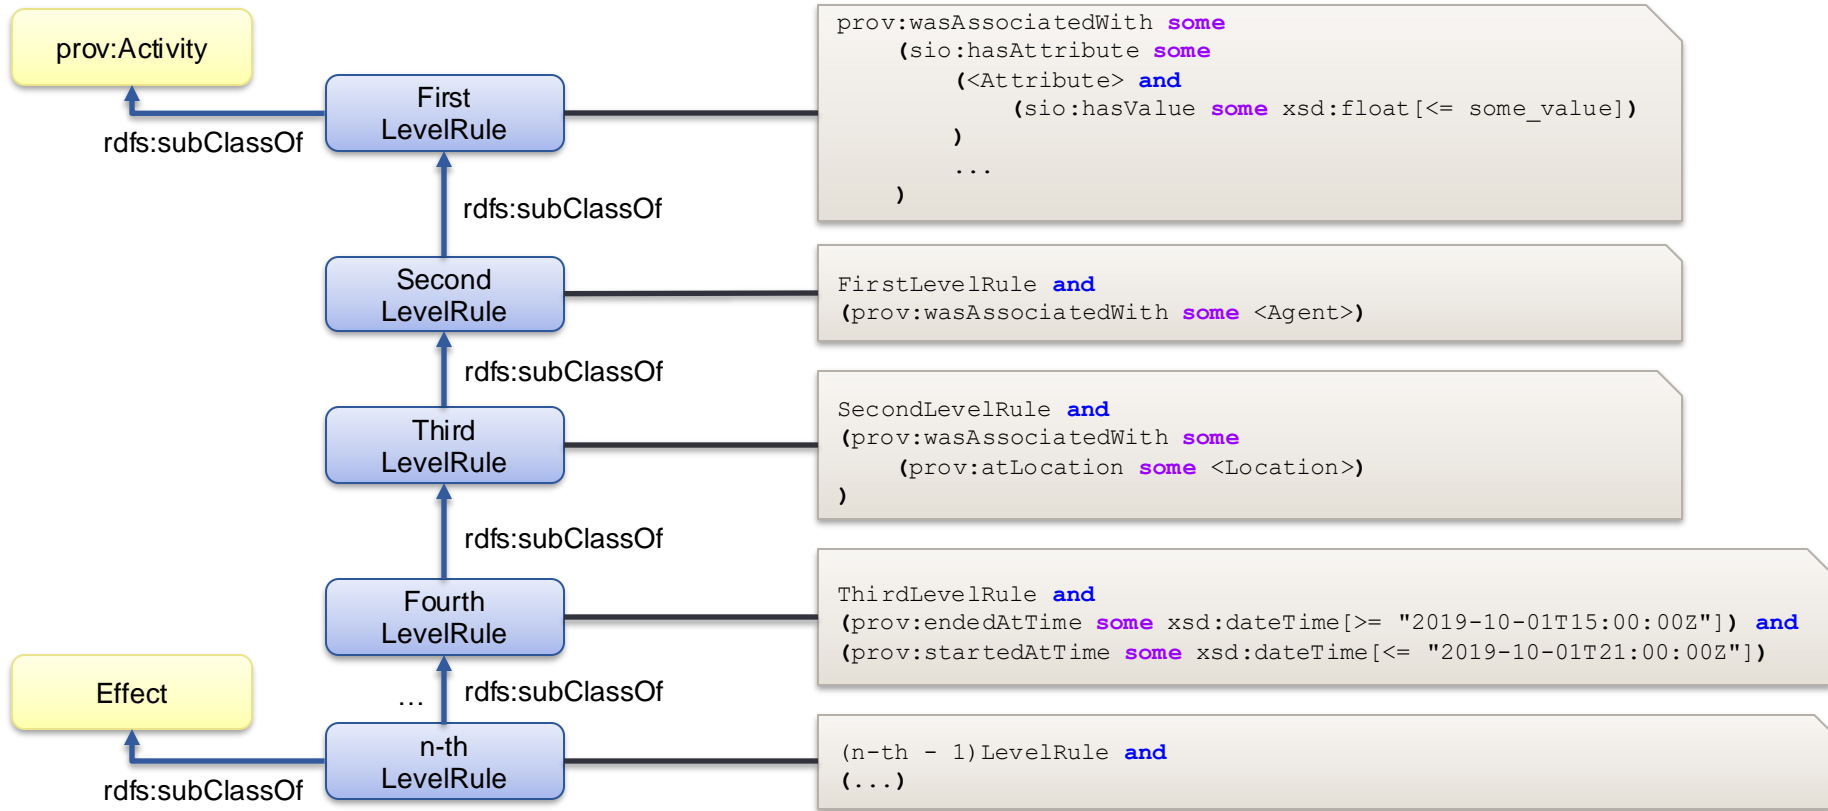 prov:Activity
rdfs:subClassOf
First
LevelRule
prov:wasAssociatedWith some
(sio:hasAttribute some
(<Attribute> and
(sio:hasValue some xsd:float[<= some_value])
)
...
)
rdfs:subClassOf
Second
LevelRule
FirstLevelRule and
(prov:wasAssociatedWith some <Agent>)
rdfs:subClassOf
Third
LevelRule
SecondLevelRule and
(prov:wasAssociatedWith some
(prov:atLocation some <Location>)
)
rdfs:subClassOf
Fourth
LevelRule
ThirdLevelRule and
(prov:endedAtTime some xsd:dateTime[>= "2019-10-01T15:00:00Z"]) and
(prov:startedAtTime some xsd:dateTime[<= "2019-10-01T21:00:00Z"])
... rdfs:subClassOf
Effect
rdfs:subClassOf
n-th
LevelRule
(n-th - 1)LevelRule and
(...)